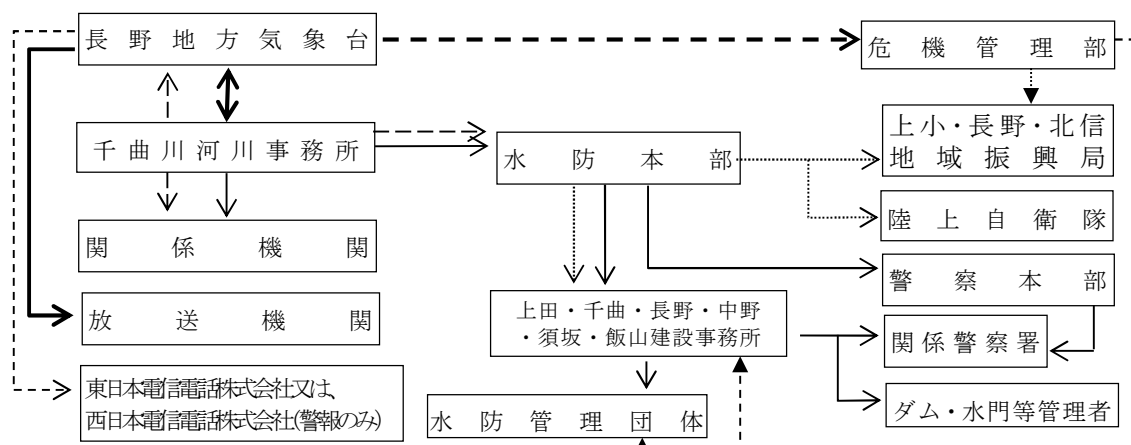 長野地方気象台
危機管理部
千曲川河川事務所
上小・長野・北信
地域振興局
水防本部
陸上自衛隊
関係機関
警察本部
放送機関
上田・千曲・長野・中野
・須坂・飯山建設事務所
関係警察署
東日本電信電話株式会社又は、
西日本電信電話株式会社(警報のみ)
水防管理団体
ダム・水門等管理者